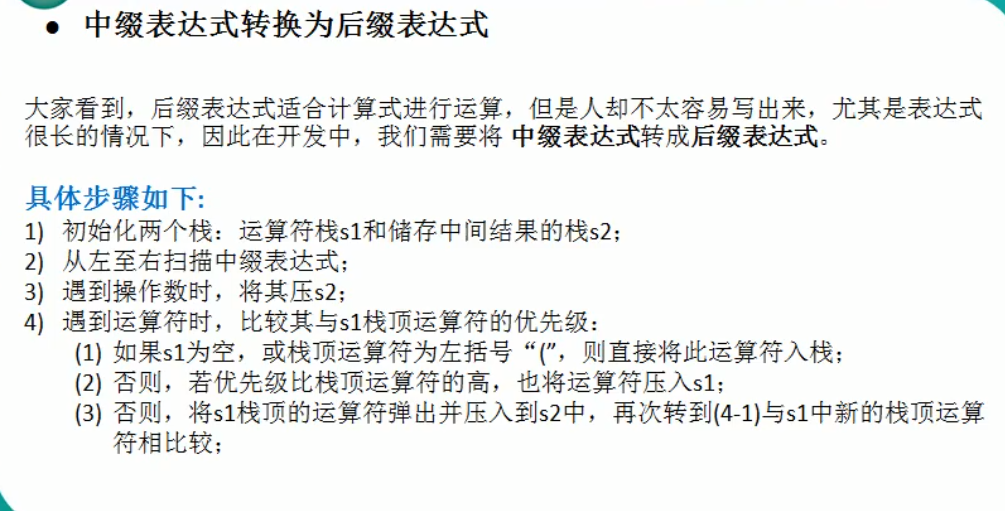 ● 中缀表达式转换为后缀表达式
大家看到，后缀表达式适合计算式进行运算，但是人却不太容易写出来，尤其是表达式
很长的情况下，因此在开发中，我们需要将 中缀表达式转成后缀表达式。
具体步骤如下:
1) 初始化两个栈：运算符栈s1和储存中间结果的栈s2；
2) 从左至右扫描中缀表达式；
3) 遇到操作数时，将其压s2；
4) 遇到运算符时，比较其与s1栈顶运算符的优先级：
(1) 如果s1为空，或栈顶运算符为左括号“(”，则直接将此运算符入栈；
(2) 否则，若优先级比栈顶运算符的高，也将运算符压入s1；
(3) 否则，将s1栈顶的运算符弹出并压入到s2中，再次转到(4-1)与s1中新的栈顶运算
符相比较；